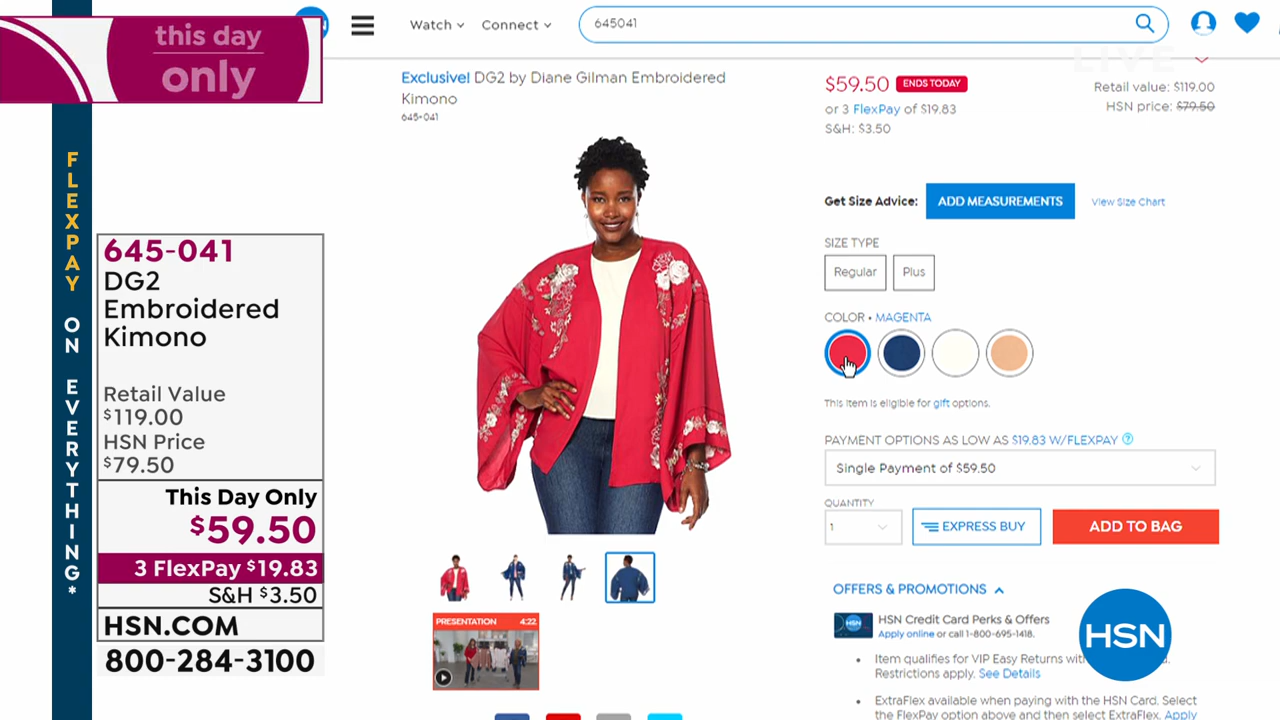 this day
only
FLEXPAY ON EVERYTHING*
645-041
DG2
Embroidered
Kimono
Retail Value
$119.00
HSN Price
$79.50
This Day Only
$59.50
3 FlexPay $19.83
S&H $3.50
HSN.COM
800-284-3100
Watch
Connect
645041
LIVE
Exclusive! DG2 by Diane Gilman Embroidered
Kimono
645-041
$59.50 ENDS TODAY
or 3 FlexPay of $19.83
S&H: $3.50
Retail value: $119.00
HSN price: $79.50
Get Size Advice: ADD MEASUREMENTS View Size Chart
SIZE TYPE
Regular Plus
COLOR • MAGENTA
This item is eligible for gift options.
PAYMENT OPTIONS AS LOW AS $19.83 W/FLEXPAY ?
Single Payment of $59.50
QUANTITY
1
EXPRESS BUY
ADD TO BAG
PRESENTATION 4:22
OFFERS & PROMOTIONS
HSN
HSN Credit Card Perks & Offers
Apply online or call 1-800-695-1418.
• Item qualifies for VIP Easy Returns
Restrictions apply. See Details
• ExtraFlex available when paying with the HSN Card. Select
the FlexPay option above and then select ExtraFlex. Apply
HSN